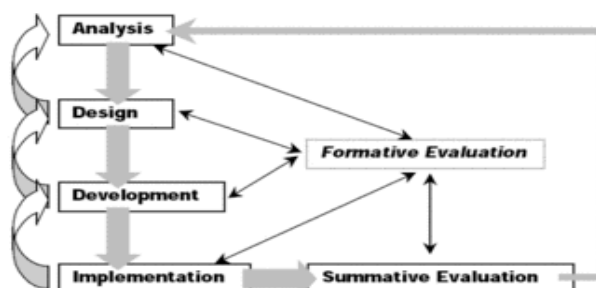 Analysis
Design
Formative Evaluation
Development
Implementation
Summative Evaluation